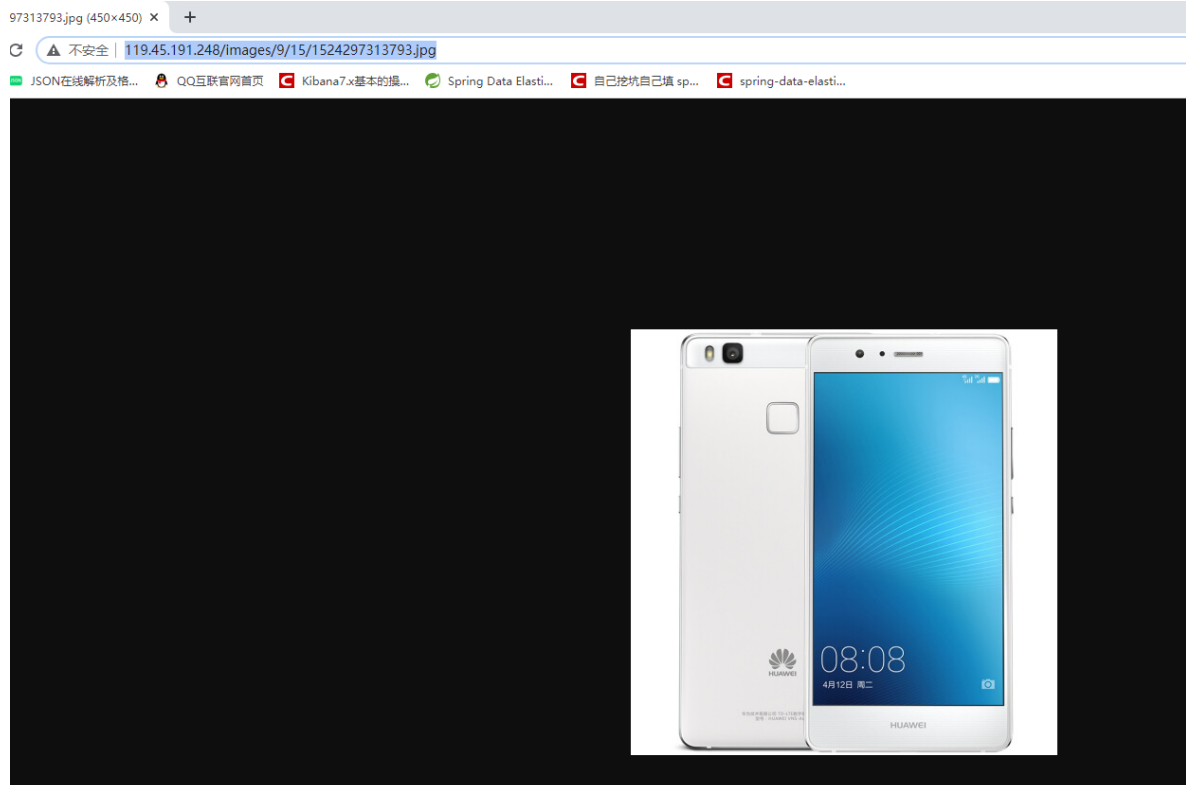 97313793.jpg (450×450)
不安全 119.45.191.248/images/9/15/1524297313793.jpg
JSON在线解析及格... QQ互联官网首页 Kibana7.x基本的操... Spring Data Elasti... 自己挖坑自己填 sp... spring-data-elasti...
08:08
4月12日 周二
HUAWEI
HUAWEI